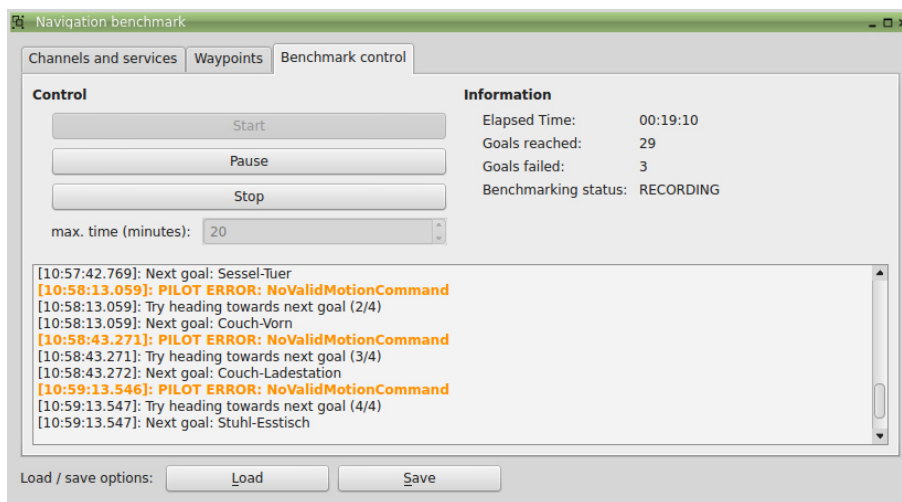 Navigation benchmark
Channels and services
Waypoints
Benchmark control
Control
Start
Pause
Stop
max. time (minutes): 20
Information
Elapsed Time: 00:19:10
Goals reached: 29
Goals failed: 3
Benchmarking status: RECORDING
[10:57:42.769]: Next goal: Sessel-Tuer
[10:58:13.059]: PILOT ERROR: NoValidMotionCommand
[10:58:13.059]: Try heading towards next goal (2/4)
[10:58:13.059]: Next goal: Couch-Vorn
[10:58:43.271]: PILOT ERROR: NoValidMotionCommand
[10:58:43.271]: Try heading towards next goal (3/4)
[10:58:43.272]: Next goal: Couch-Ladestation
[10:59:13.546]: PILOT ERROR: NoValidMotionCommand
[10:59:13.547]: Try heading towards next goal (4/4)
[10:59:13.547]: Next goal: Stuhl-Esstisch
Load / save options: Load Save